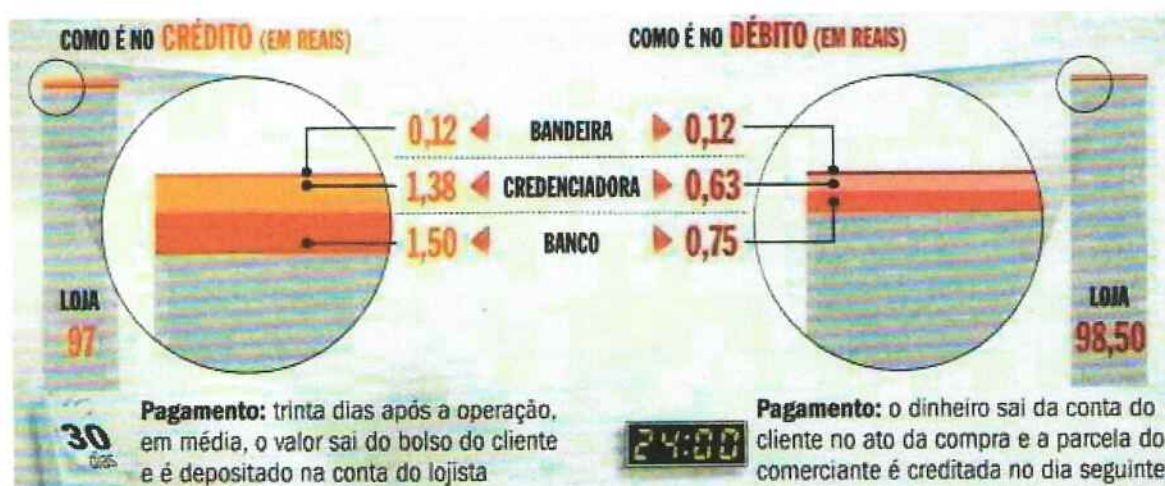 COMO É NO CRÉDITO (EM REAIS)
COMO É NO DÉBITO (EM REAIS)
0,12 BANDEIRA 0,12
1,38 CREDENCIADORA 0,63
1,50 BANCO 0,75
LOJA
97
LOJA
98,50
30
dias
Pagamento: trinta dias após a operação,
em média, o valor sai do bolso do cliente
e é depositado na conta do lojista
24:00
Pagamento: o dinheiro sai da conta do
cliente no ato da compra e a parcela do
comerciante é creditada no dia seguinte